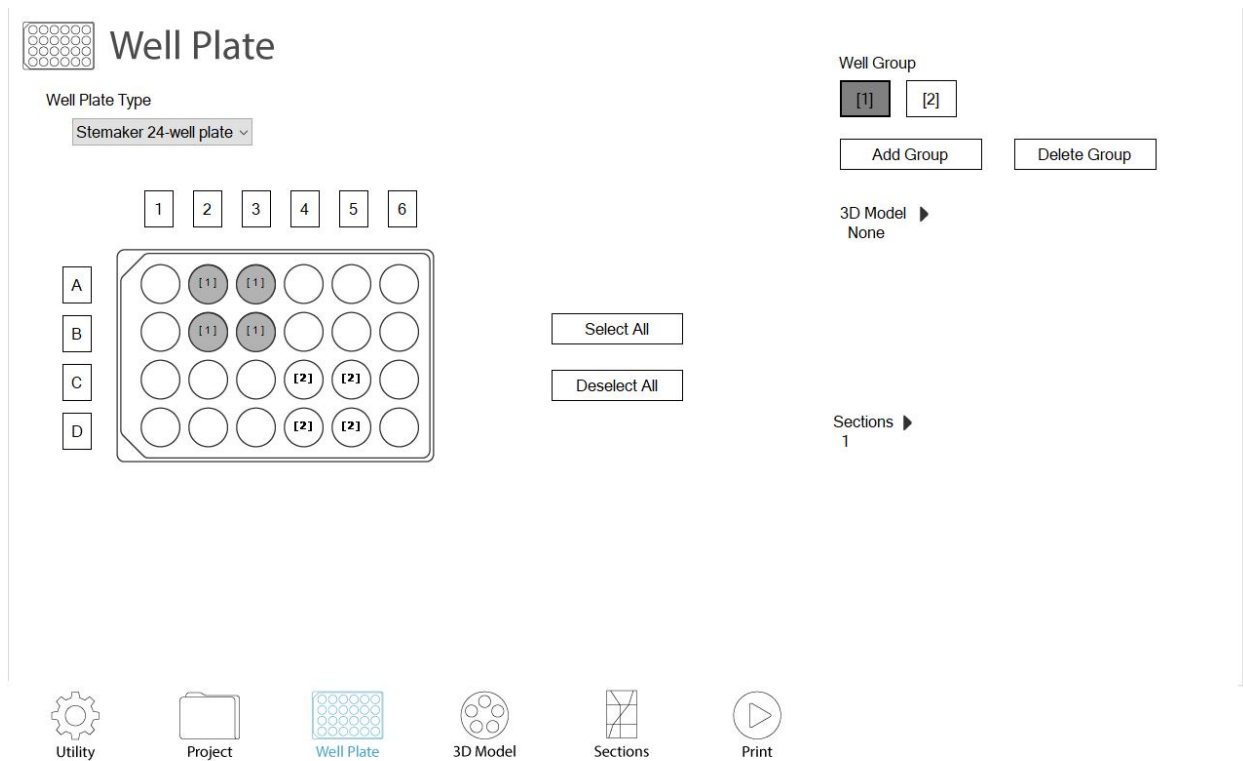 Well Plate
Well Plate Type
Stemaker 24-well plate
1 2 3 4 5 6
A [1] [1]
B [1] [1]
C [2] [2]
D [2] [2]
Select All
Deselect All
Well Group
[1] [2]
Add Group Delete Group
3D Model
None
Sections
1
Utility Project Well Plate 3D Model Sections Print